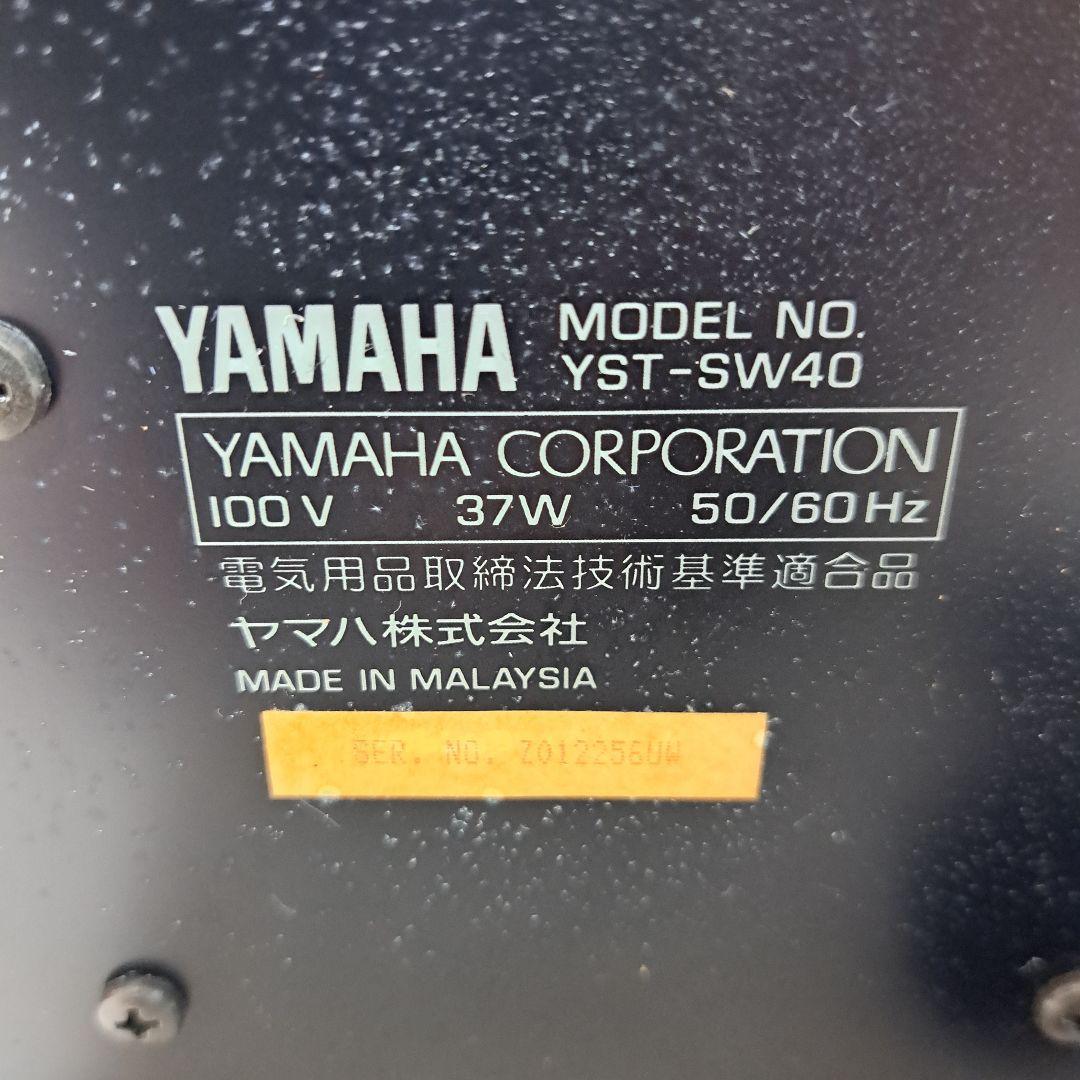 YAMAHA
MODEL NO.
YST-SW40
YAMAHA CORPORATION
100V 37W 50/60Hz
電気用品取締法技術基準適合品
ヤマハ株式会社
MADE IN MALAYSIA
SER. NO. Z012256UW